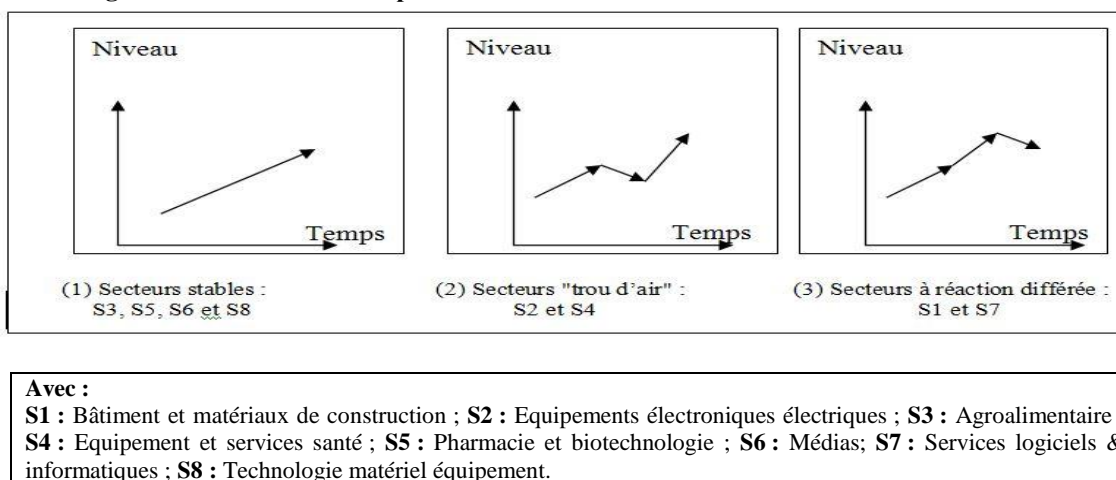 Niveau
Temps
(1) Secteurs stables :
S3, S5, S6 et S8
Niveau
Temps
(2) Secteurs "trou d'air" :
S2 et S4
Niveau
Temps
(3) Secteurs à réaction différée :
S1 et S7
Avec :
S1 : Bâtiment et matériaux de construction ; S2 : Equipements électroniques électriques ; S3 : Agroalimentaire
S4 : Equipement et services santé ; S5 : Pharmacie et biotechnologie ; S6 : Médias; S7 : Services logiciels &
informatiques ; S8 : Technologie matériel équipement.